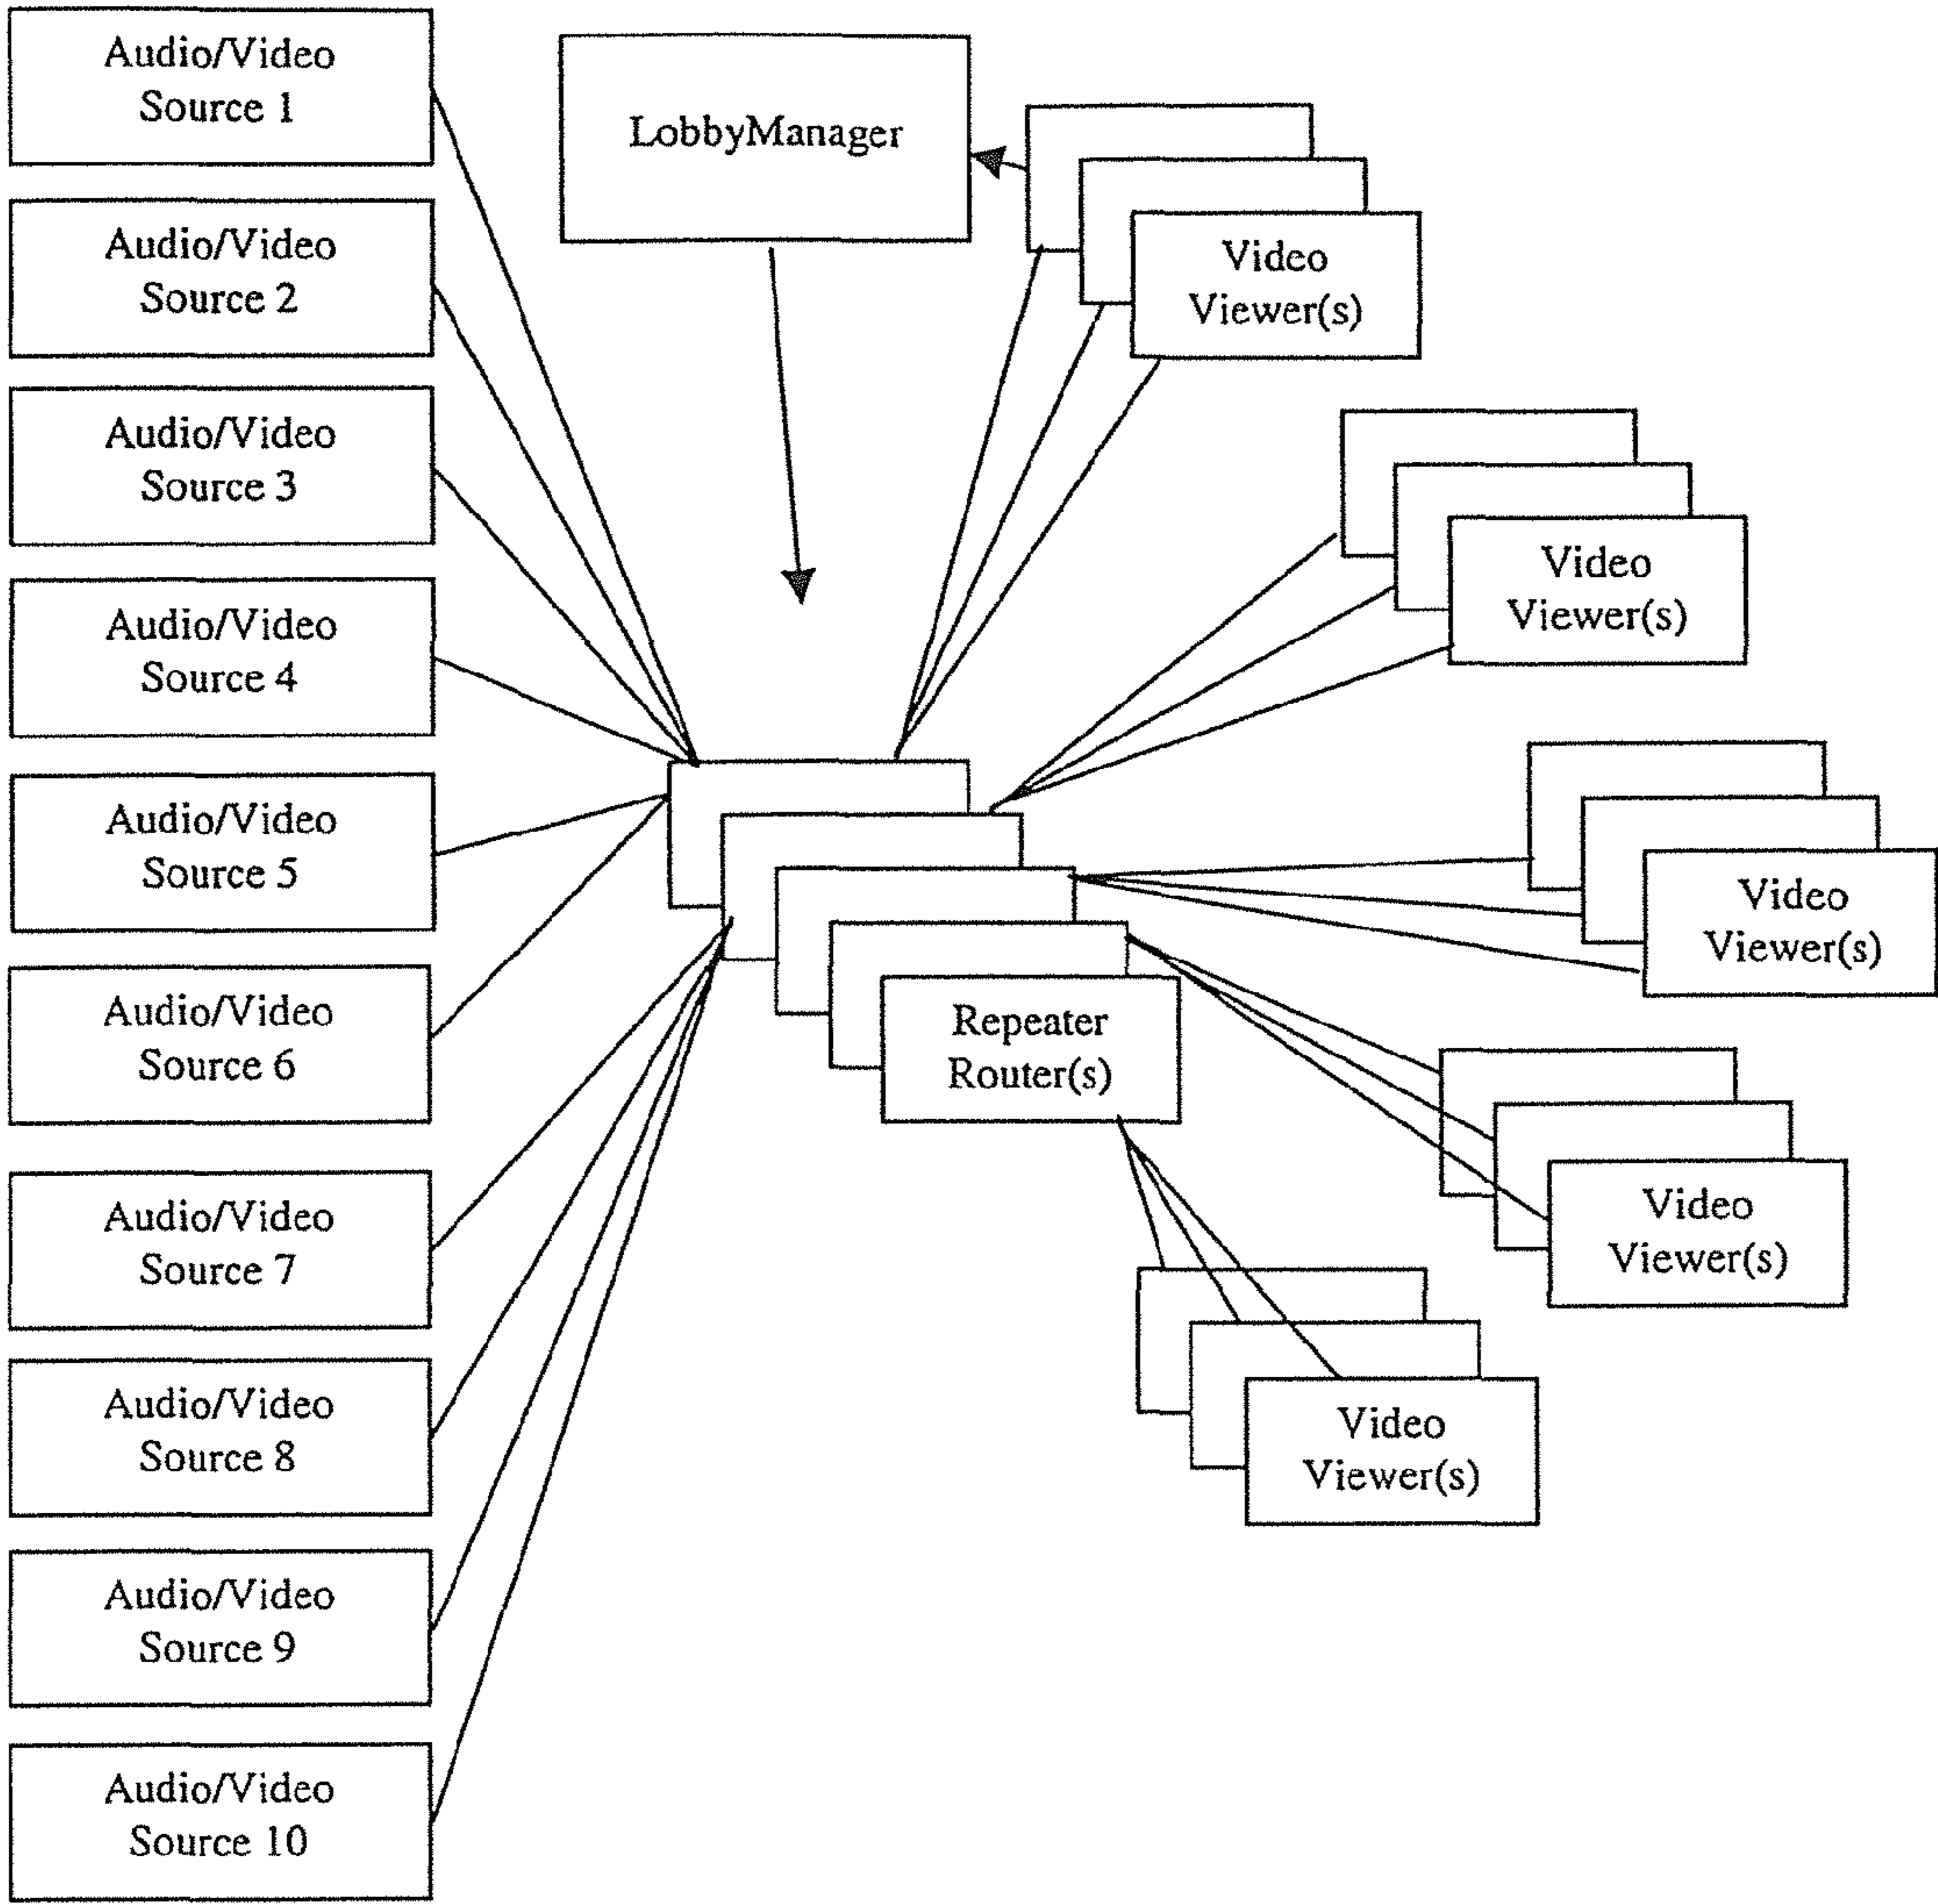 Audio/Video
Source 1
Audio/Video
Source 2
Audio/Video
Source 3
Audio/Video
Source 4
Audio/Video
Source 5
Audio/Video
Source 6
Audio/Video
Source 7
Audio/Video
Source 8
Audio/Video
Source 9
Audio/Video
Source 10
LobbyManager
Video
Viewer(s)
Video
Viewer(s)
Video
Viewer(s)
Repeater
Router(s)
Video
Viewer(s)
Video
Viewer(s)